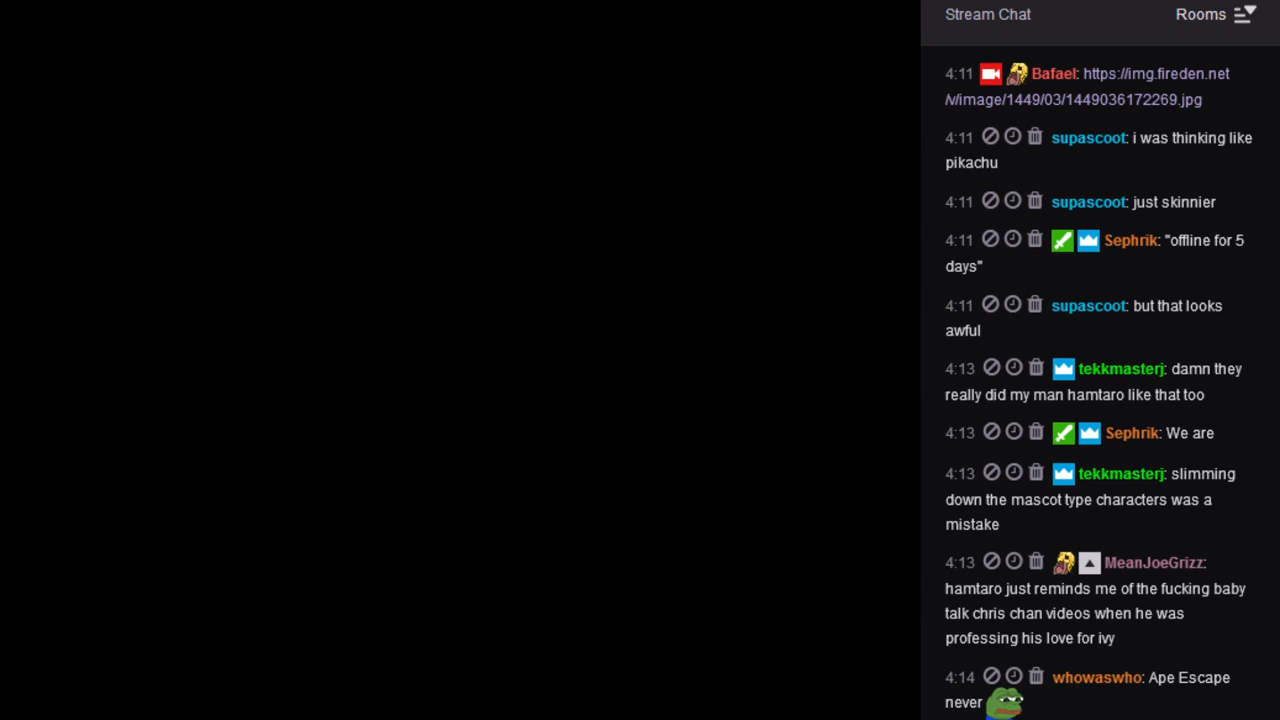 Stream Chat
Rooms
4:11 Bafael: https://img.fireden.net
/v/image/1449/03/1449036172269.jpg
4:11 supascoot: i was thinking like
pikachu
4:11 supascoot: just skinnier
4:11 Sephrik: "offline for 5
days"
4:11 supascoot: but that looks
awful
4:13 tekkmasterj: damn they
really did my man hamtaro like that too
4:13 Sephrik: We are
4:13 tekkmasterj: slimming
down the mascot type characters was a
mistake
4:13 MeanJoeGrizz:
hamtaro just reminds me of the fucking baby
talk chris chan videos when he was
professing his love for ivy
4:14 whowaswho: Ape Escape
never